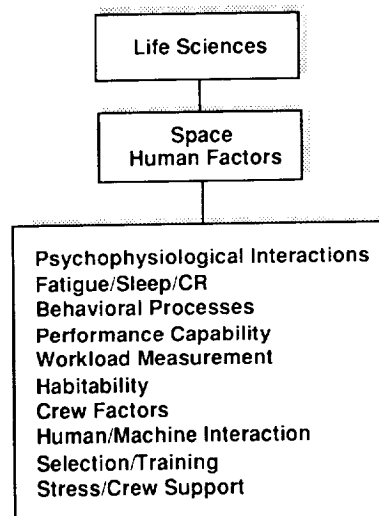 Life Sciences
Space
Human Factors
Psychophysiological Interactions
Fatigue/Sleep/CR
Behavioral Processes
Performance Capability
Workload Measurement
Habitability
Crew Factors
Human/Machine Interaction
Selection/Training
Stress/Crew Support